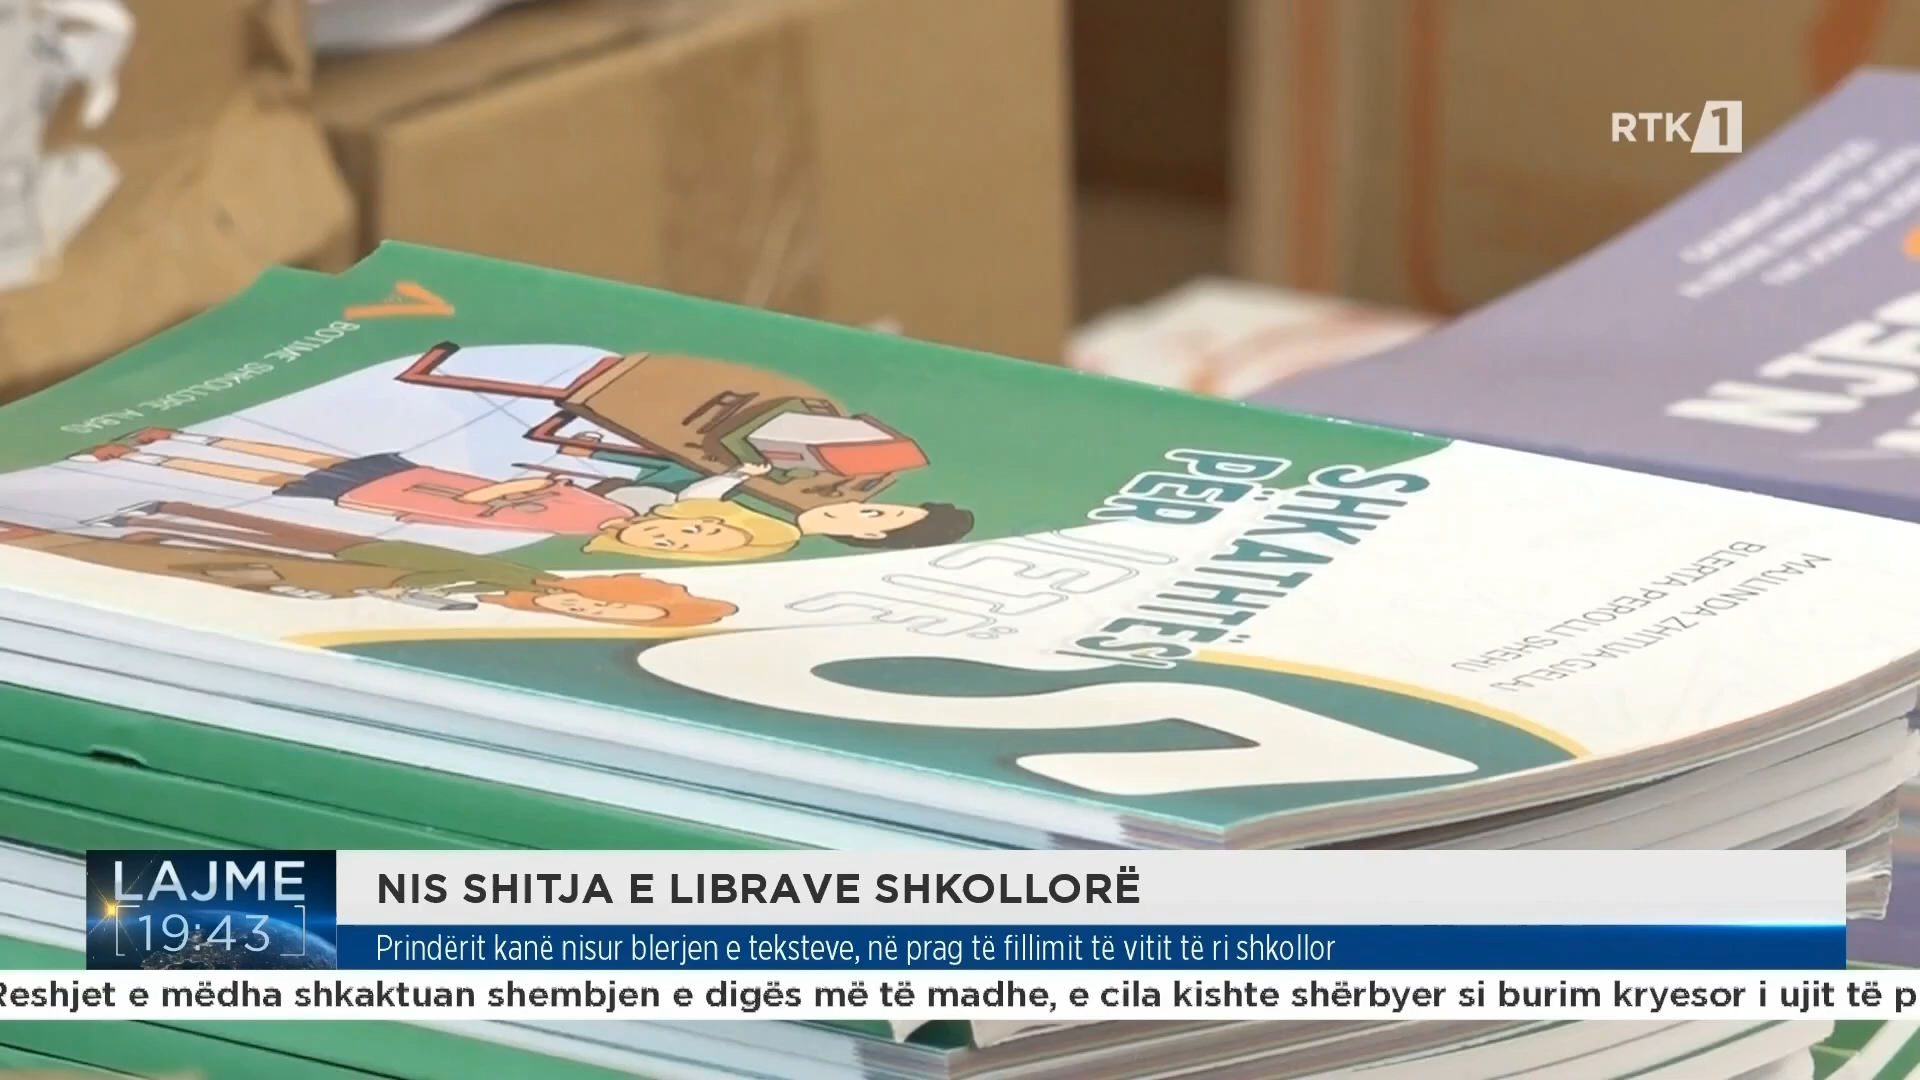 RTK 1
BOTIME SHKOLLORE ALBAS
SHKATHTËSI
PËR
JETË
MAJLINDA ZHITIJA GJELAJ
BLERTA PEROLLI SHEHU
NJER
LAJME
19:43
NIS SHITJA E LIBRAVE SHKOLLORË
Prindërit kanë nisur blerjen e teksteve, në prag të fillimit të vitit të ri shkollor
Reshjet e mëdha shkaktuan shembjen e digës më të madhe, e cila kishte shërbyer si burim kryesor i ujit të p